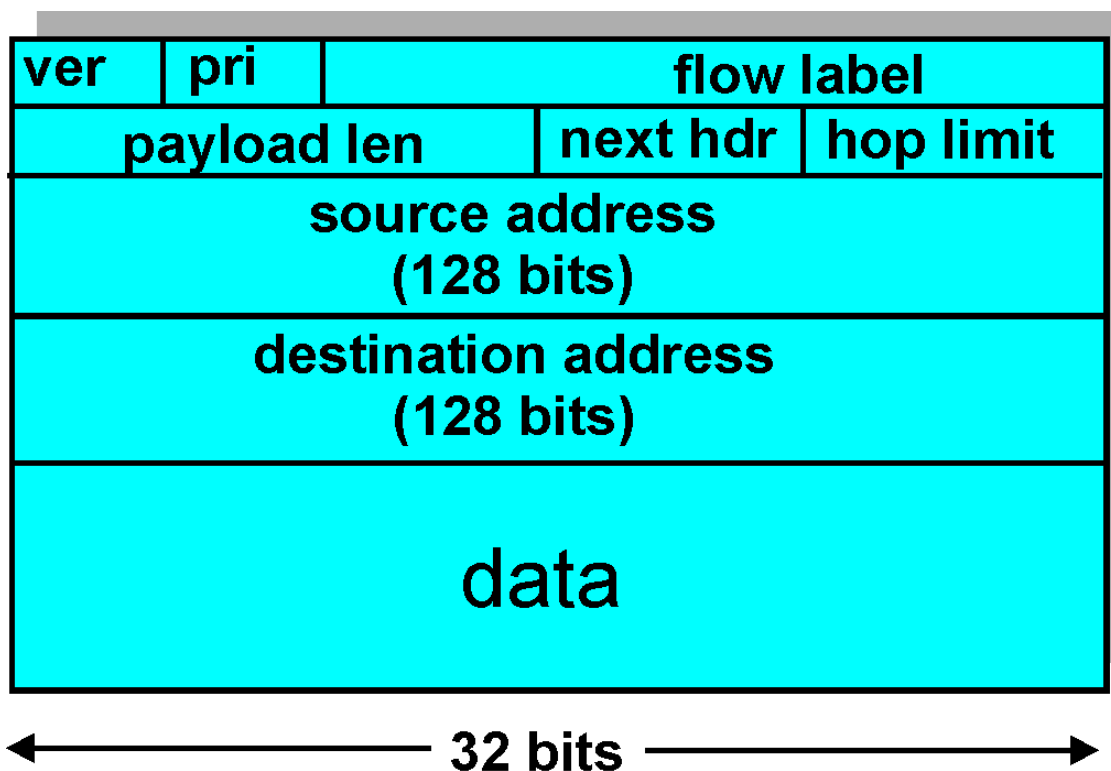 ver pri flow label
payload len next hdr hop limit
source address
(128 bits)
destination address
(128 bits)
data
32 bits